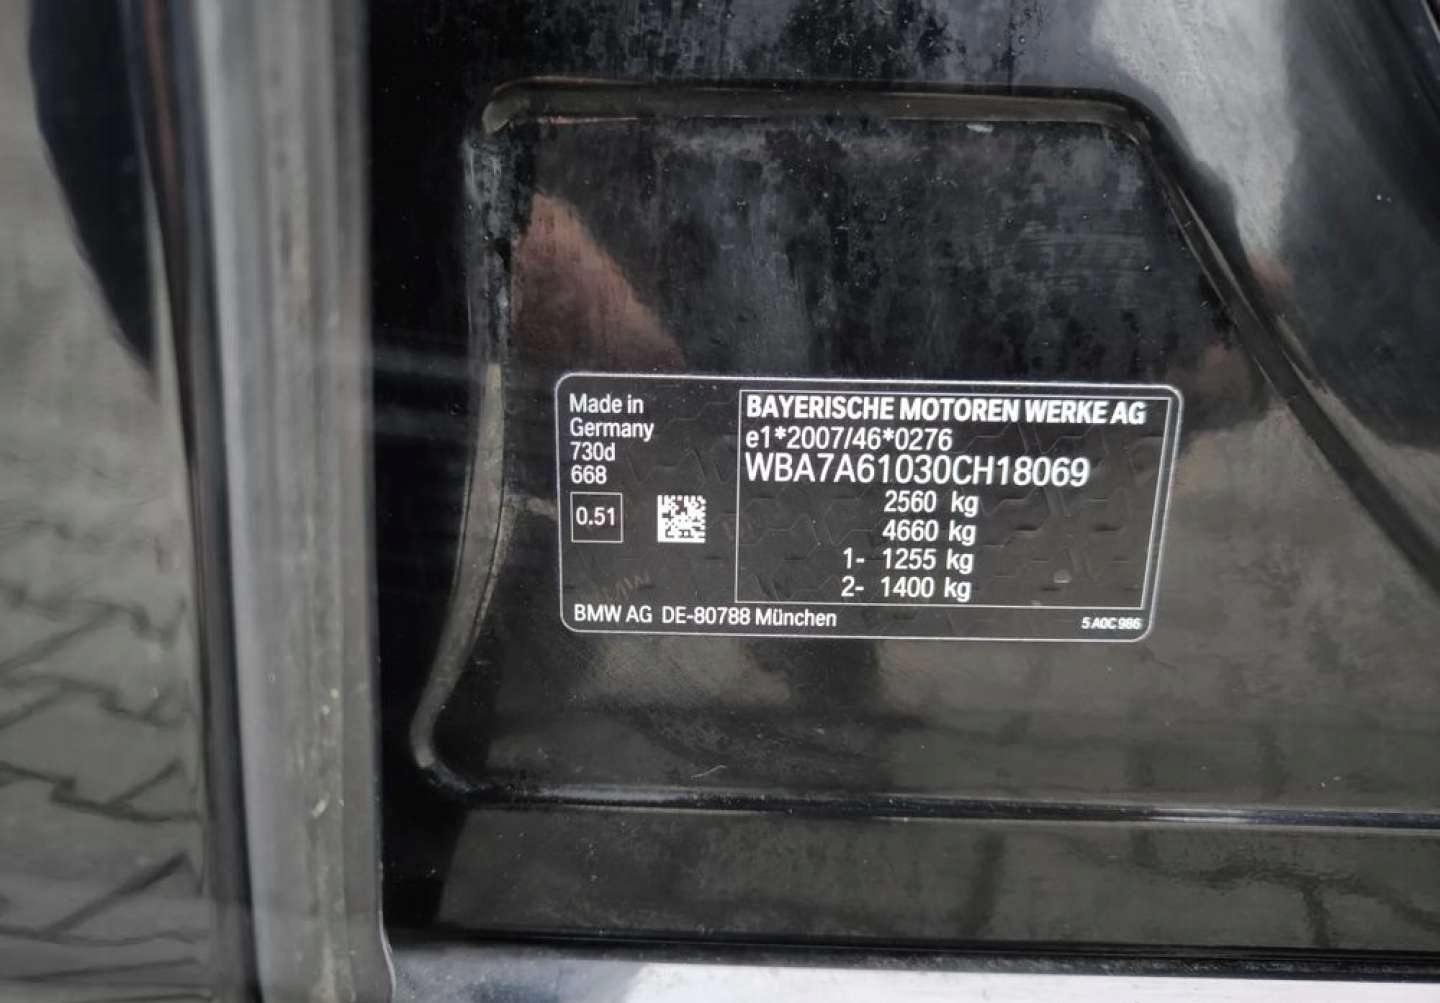 Made in
Germany
730d
668
0.51
BAYERISCHE MOTOREN WERKE AG
e1*2007/46*0276
WBA7A61030CH18069
2560 kg
4660 kg
1- 1255 kg
2- 1400 kg
BMW AG DE-80788 München
5 A0C 986